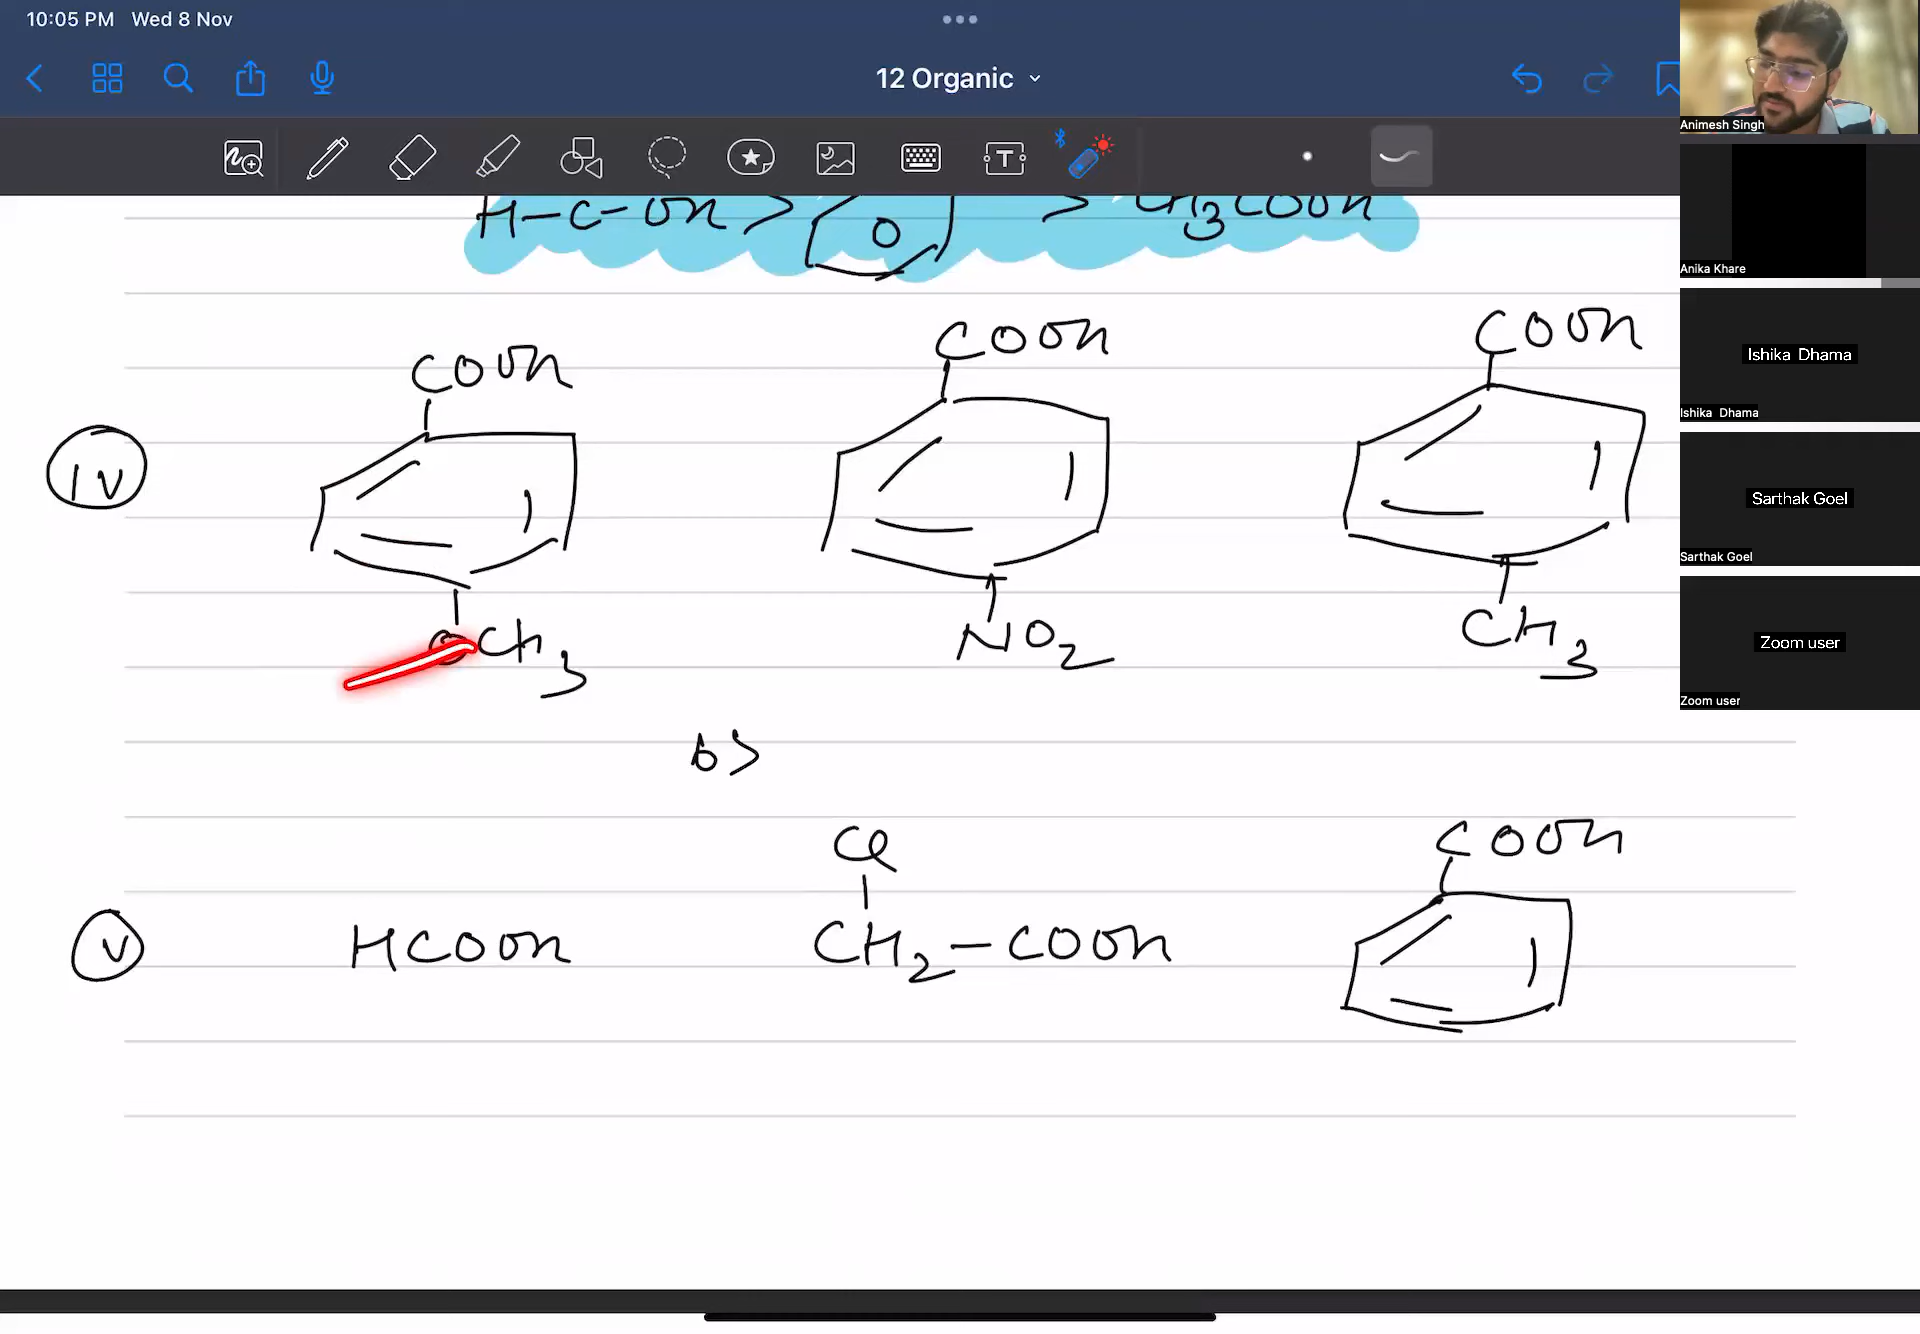 10:05 PM Wed 8 Nov
12 Organic
Animesh Singh
Anika Khare
H-C-OH > O > CH3COOH
COOH COOH COOH
iv
Ishika Dhama
Ishika Dhama
Sarthak Goel
Sarthak Goel
OCH3 NO2 CH3
Zoom user
Zoom user
b>
Cl
COOH
v HCOOH CH2-COOH